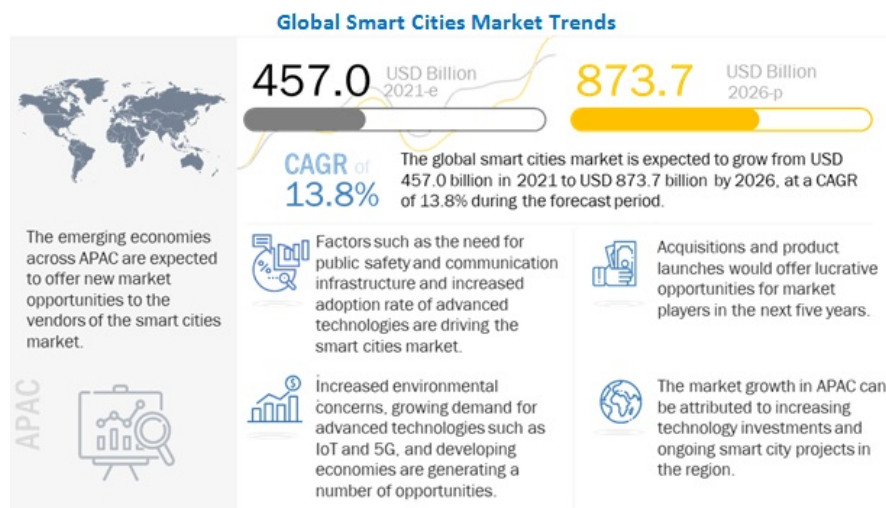 Global Smart Cities Market Trends
457.0 USD Billion
2021-e
873.7 USD Billion
2026-p
CAGR of
13.8%
The global smart cities market is expected to grow from USD
457.0 billion in 2021 to USD 873.7 billion by 2026, at a CAGR
of 13.8% during the forecast period.
The emerging economies
across APAC are expected
to offer new market
opportunities to the
vendors of the smart cities
market.
APAC
Factors such as the need for
public safety and communication
infrastructure and increased
adoption rate of advanced
technologies are driving the
smart cities market.
Acquisitions and product
launches would offer lucrative
opportunities for market
players in the next five years.
Increased environmental
concerns, growing demand for
advanced technologies such as
IoT and 5G, and developing
economies are generating a
number of opportunities.
The market growth in APAC can
be attributed to increasing
technology investments and
ongoing smart city projects in
the region.